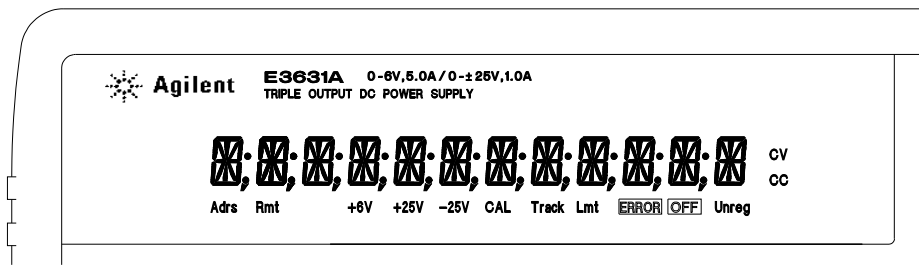 Agilent E3631A 0-6V,5.0A / 0-±25V,1.0A
TRIPLE OUTPUT DC POWER SUPPLY
CV
CC
Adrs Rmt +6V +25V -25V CAL Track Lmt ERROR OFF Unreg